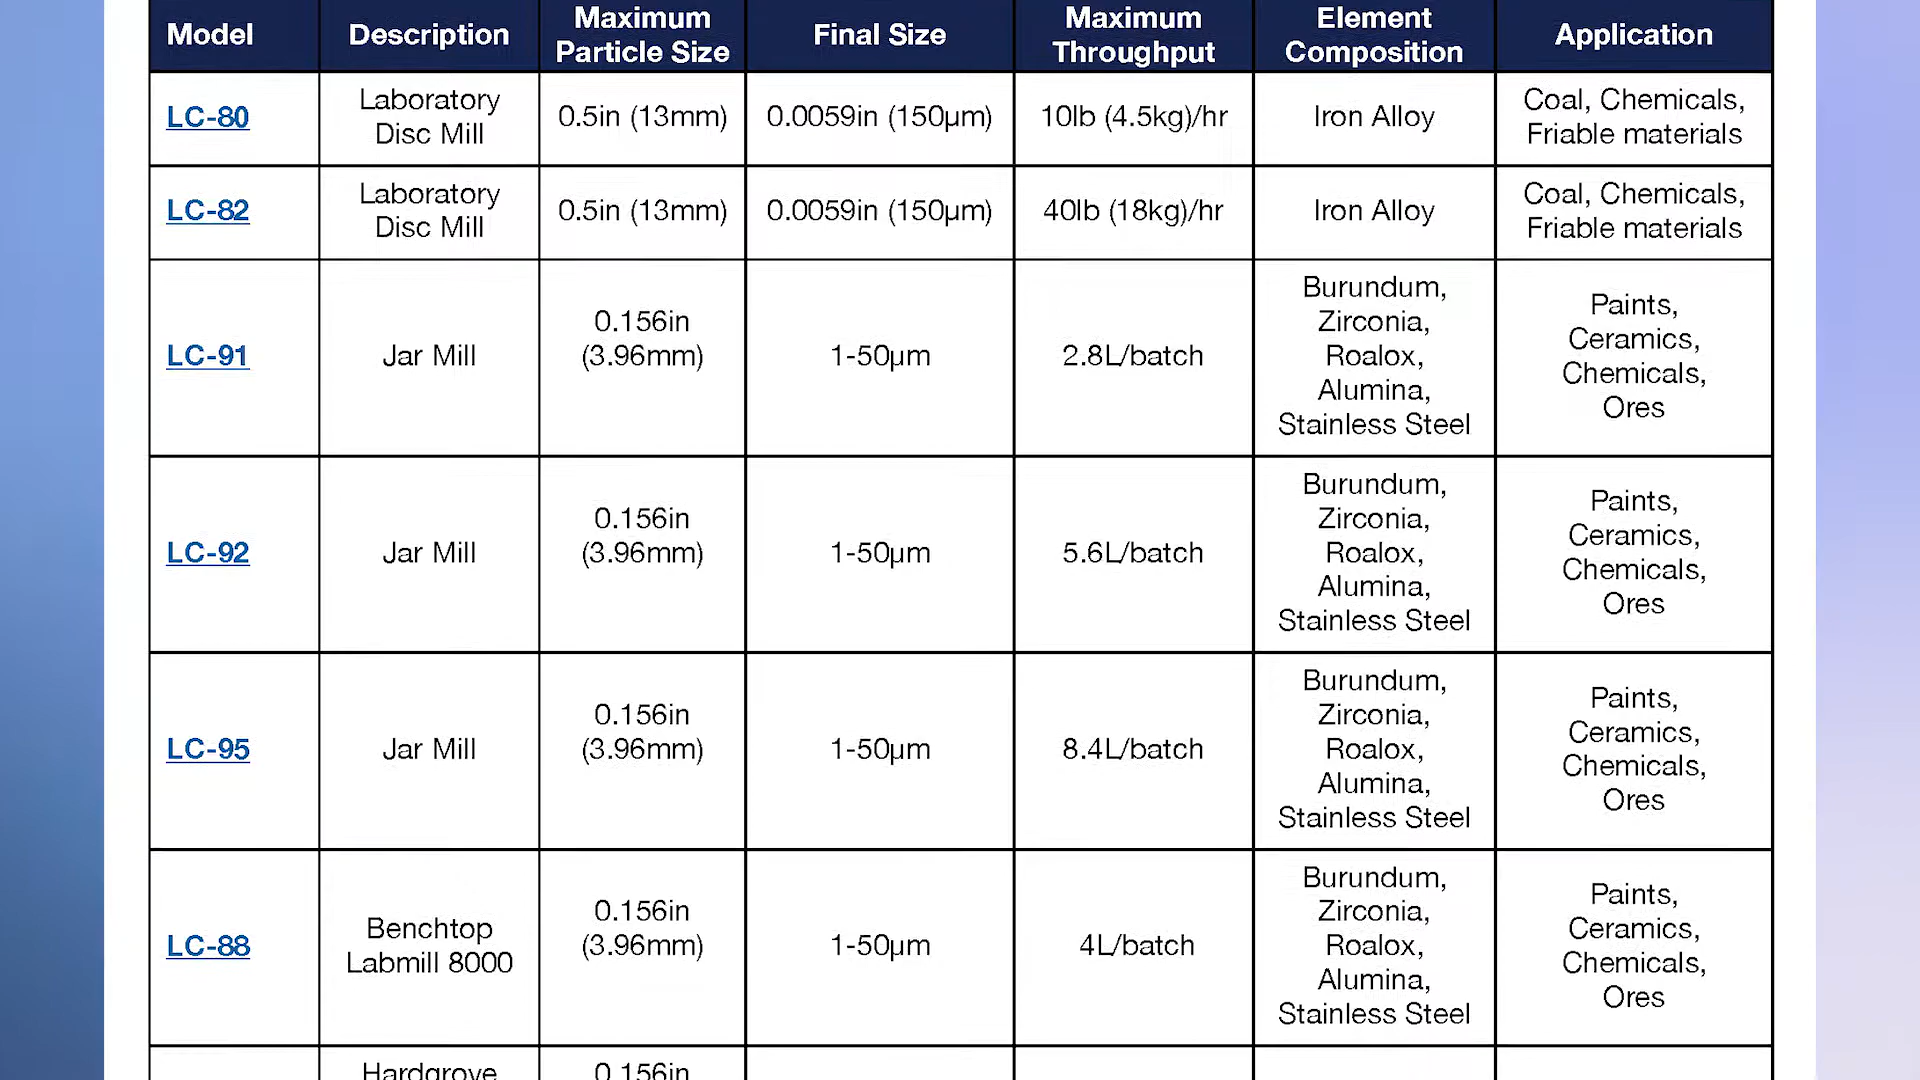 Model
Description
Maximum
Particle Size
Final Size
Maximum
Throughput
Element
Composition
Application
LC-80
Laboratory
Disc Mill
0.5in (13mm)
0.0059in (150µm)
10lb (4.5kg)/hr
Iron Alloy
Coal, Chemicals,
Friable materials
LC-82
Laboratory
Disc Mill
0.5in (13mm)
0.0059in (150µm)
40lb (18kg)/hr
Iron Alloy
Coal, Chemicals,
Friable materials
LC-91
Jar Mill
0.156in
(3.96mm)
1-50µm
2.8L/batch
Burundum,
Zirconia,
Roalox,
Alumina,
Stainless Steel
Paints,
Ceramics,
Chemicals,
Ores
LC-92
Jar Mill
0.156in
(3.96mm)
1-50µm
5.6L/batch
Burundum,
Zirconia,
Roalox,
Alumina,
Stainless Steel
Paints,
Ceramics,
Chemicals,
Ores
LC-95
Jar Mill
0.156in
(3.96mm)
1-50µm
8.4L/batch
Burundum,
Zirconia,
Roalox,
Alumina,
Stainless Steel
Paints,
Ceramics,
Chemicals,
Ores
LC-88
Benchtop
Labmill 8000
0.156in
(3.96mm)
1-50µm
4L/batch
Burundum,
Zirconia,
Roalox,
Alumina,
Stainless Steel
Paints,
Ceramics,
Chemicals,
Ores
Hardgrove
0.156in